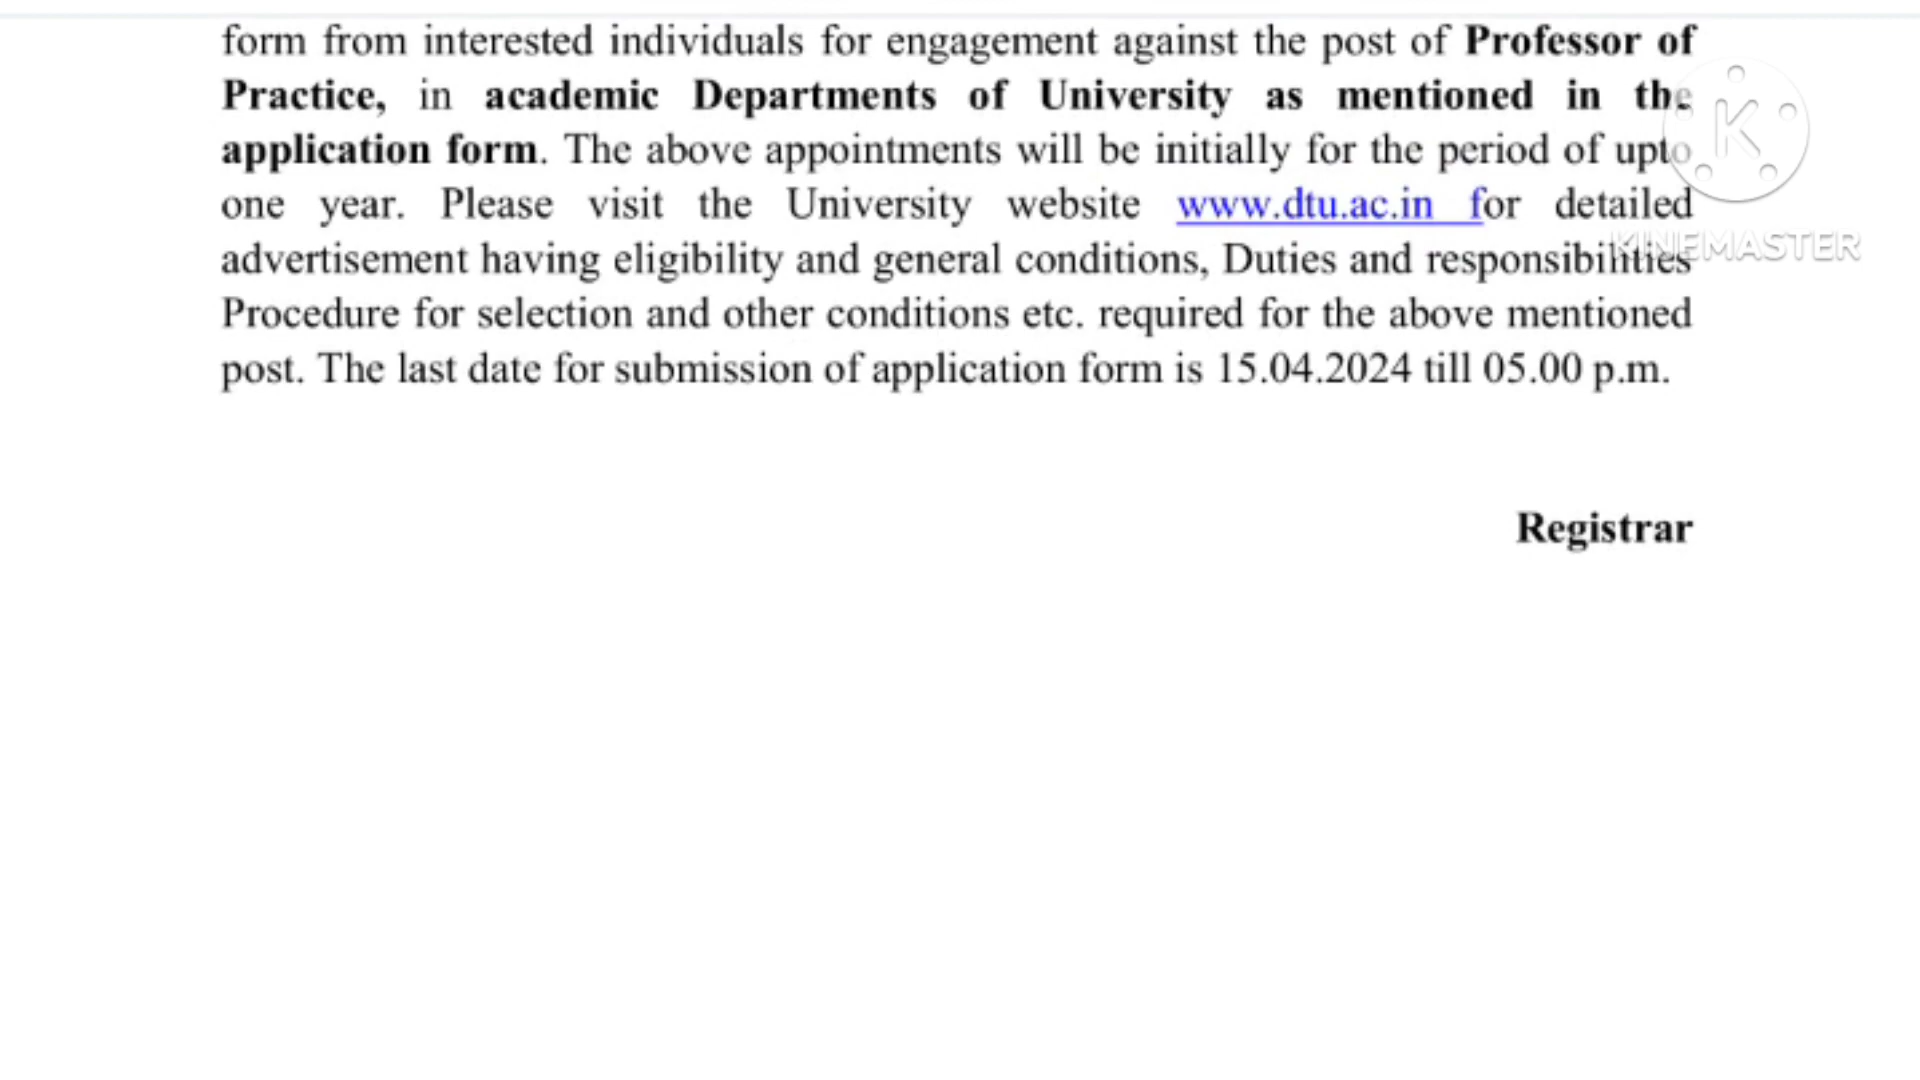 form from interested individuals for engagement against the post of Professor of
Practice, in academic Departments of University as mentioned in the
application form. The above appointments will be initially for the period of upto
one year. Please visit the University website www.dtu.ac.in for detailed
advertisement having eligibility and general conditions, Duties and responsibilities
Procedure for selection and other conditions etc. required for the above mentioned
post. The last date for submission of application form is 15.04.2024 till 05.00 p.m.
Registrar
K
KINEMASTER